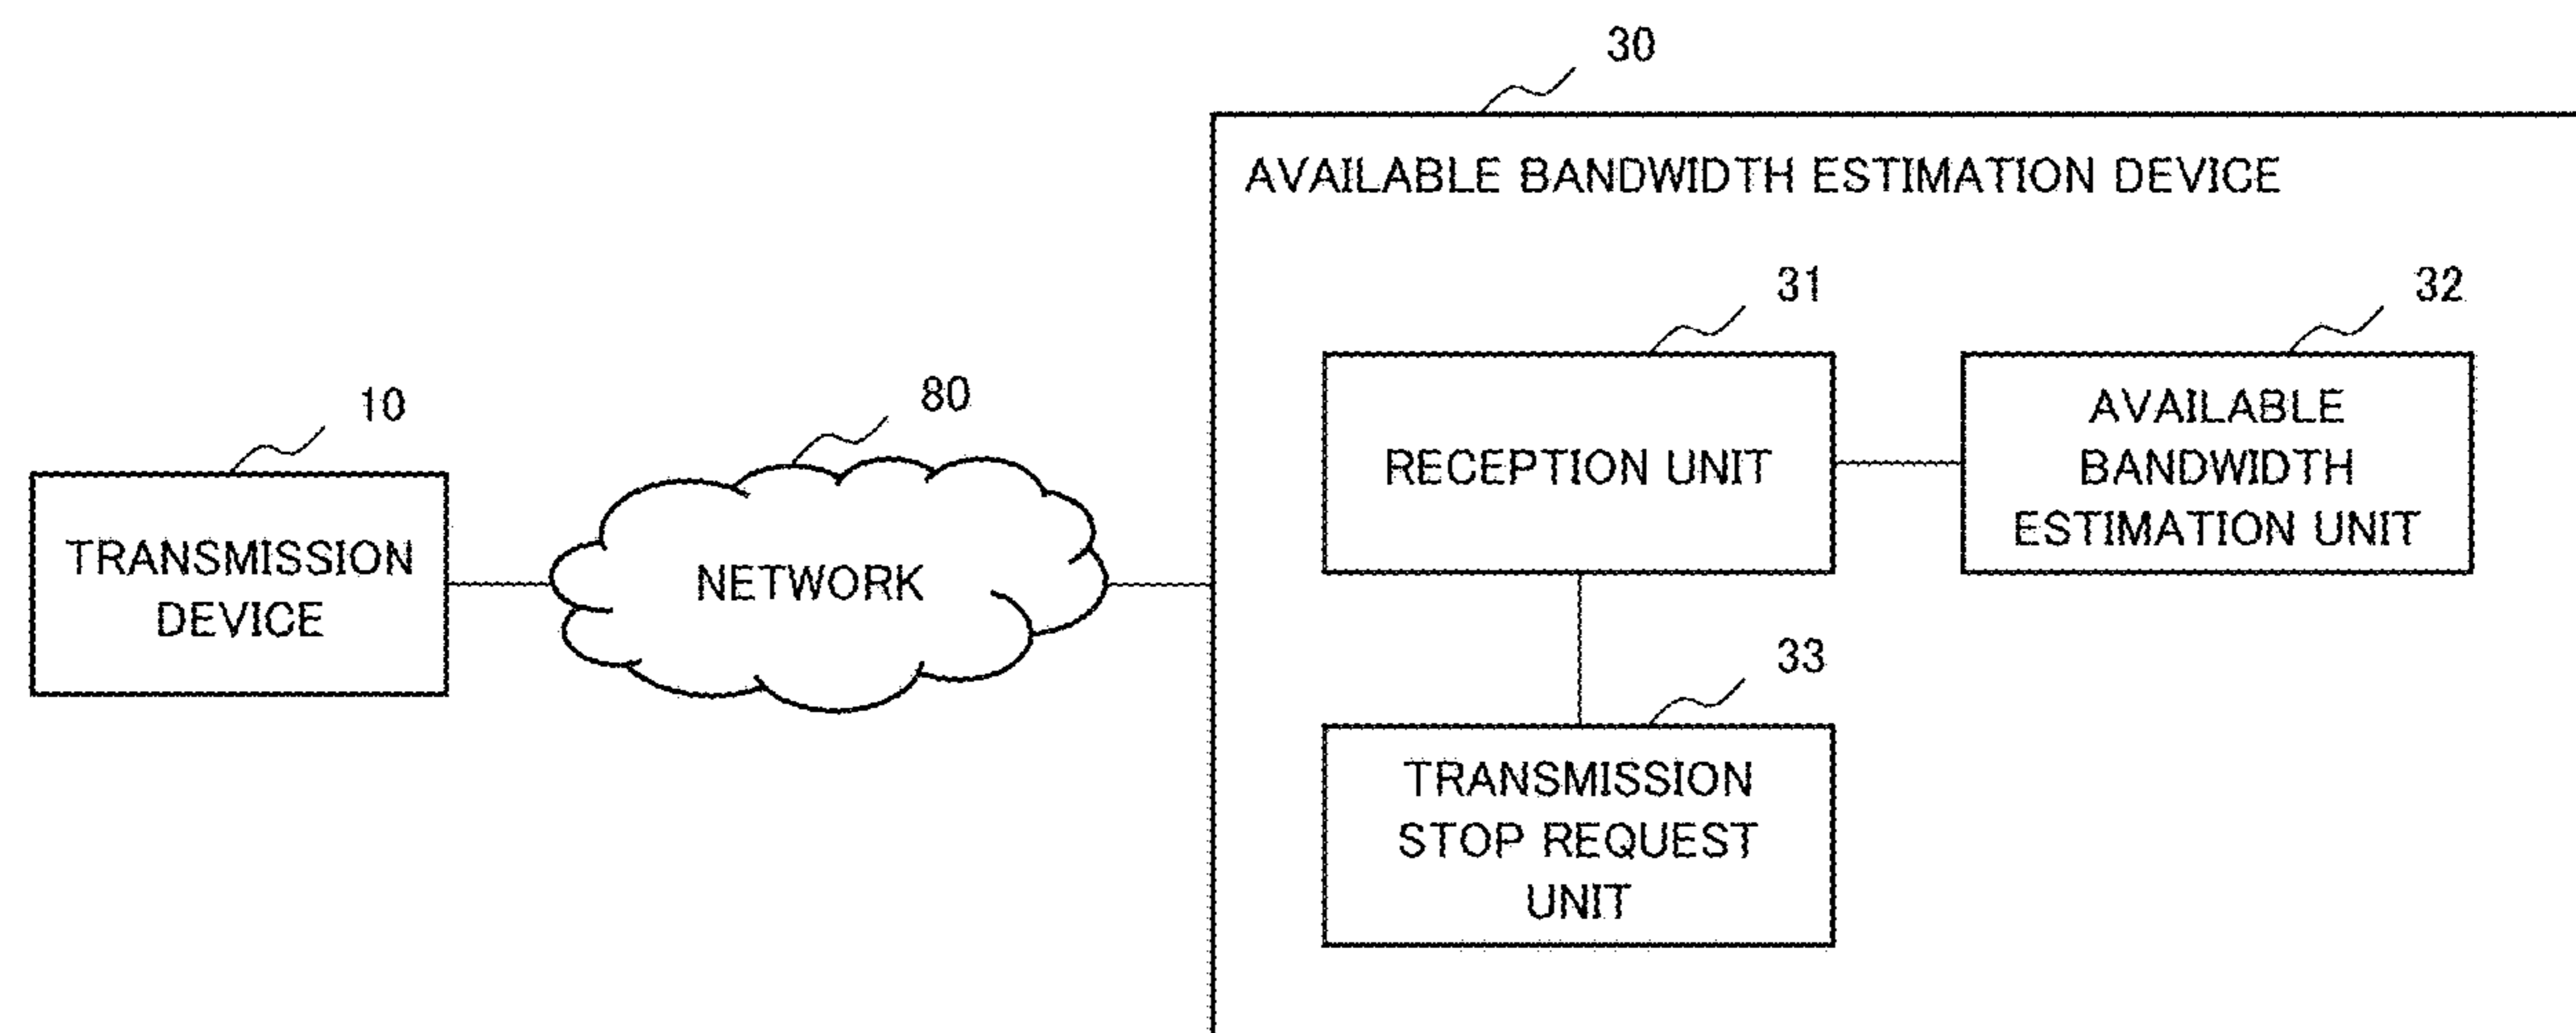 30
AVAILABLE BANDWIDTH ESTIMATION DEVICE
31
32
10
80
RECEPTION UNIT
AVAILABLE
BANDWIDTH
ESTIMATION UNIT
TRANSMISSION
DEVICE
NETWORK
33
TRANSMISSION
STOP REQUEST
UNIT